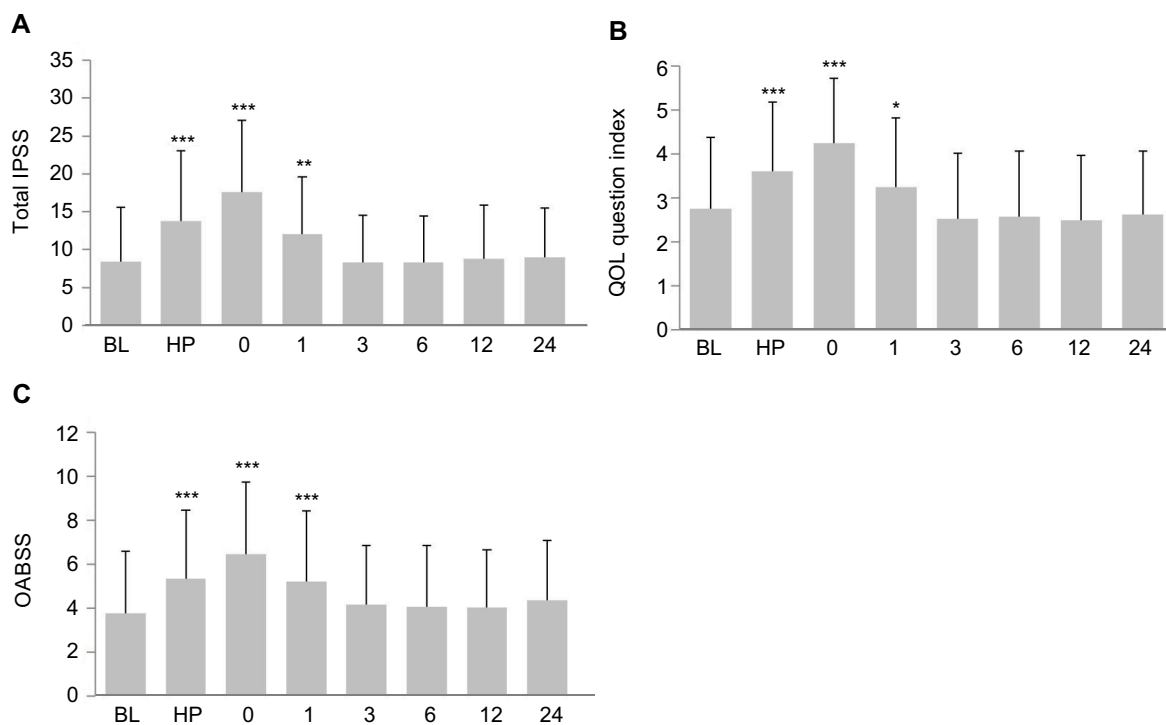 A
Total IPSS
35
30
25
20
15
10
5
0
*** *** **
BL HP 0 1 3 6 12 24
B
QOL question index
6
5
4
3
2
1
0
*** *** *
BL HP 0 1 3 6 12 24
C
OABSS
12
10
8
6
4
2
0
*** *** ***
BL HP 0 1 3 6 12 24